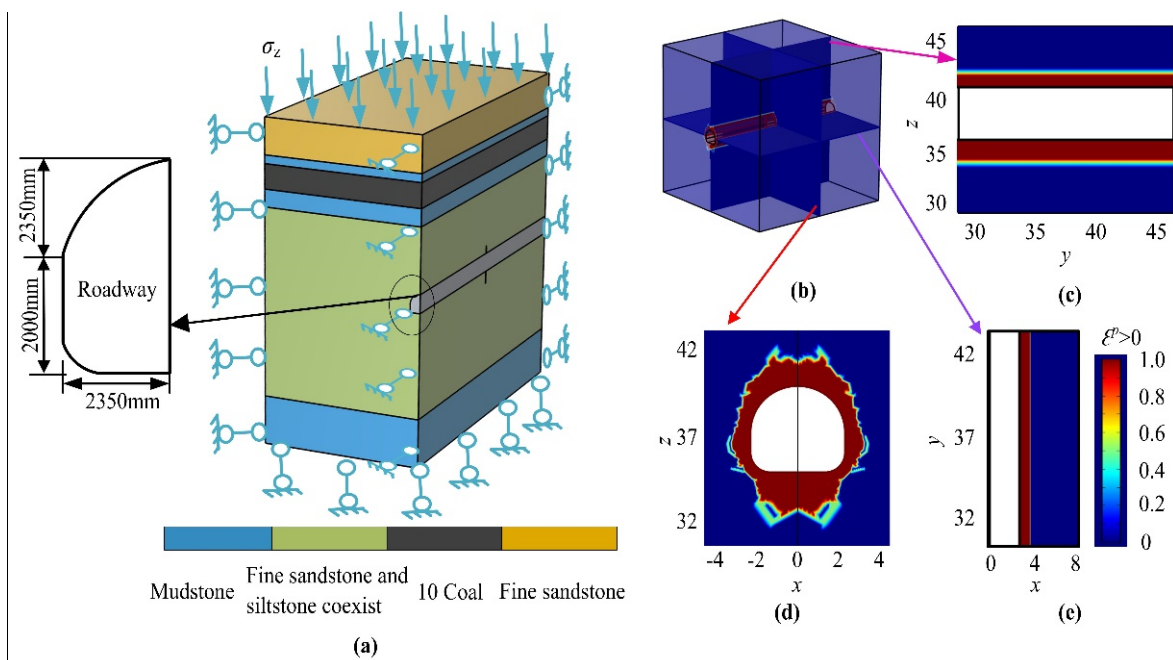 σz
2350mm
2000mm
Roadway
2350mm
Mudstone
Fine sandstone and
siltstone coexist
10 Coal
Fine sandstone
(a)
(b)
45
40
35
30
z
30 35 40 45
y
(c)
42
37
32
z
-4 -2 0 2 4
x
(d)
42
37
32
y
0 4 8
x
(e)
εᵖ>0
1.0
0.8
0.6
0.4
0.2
0